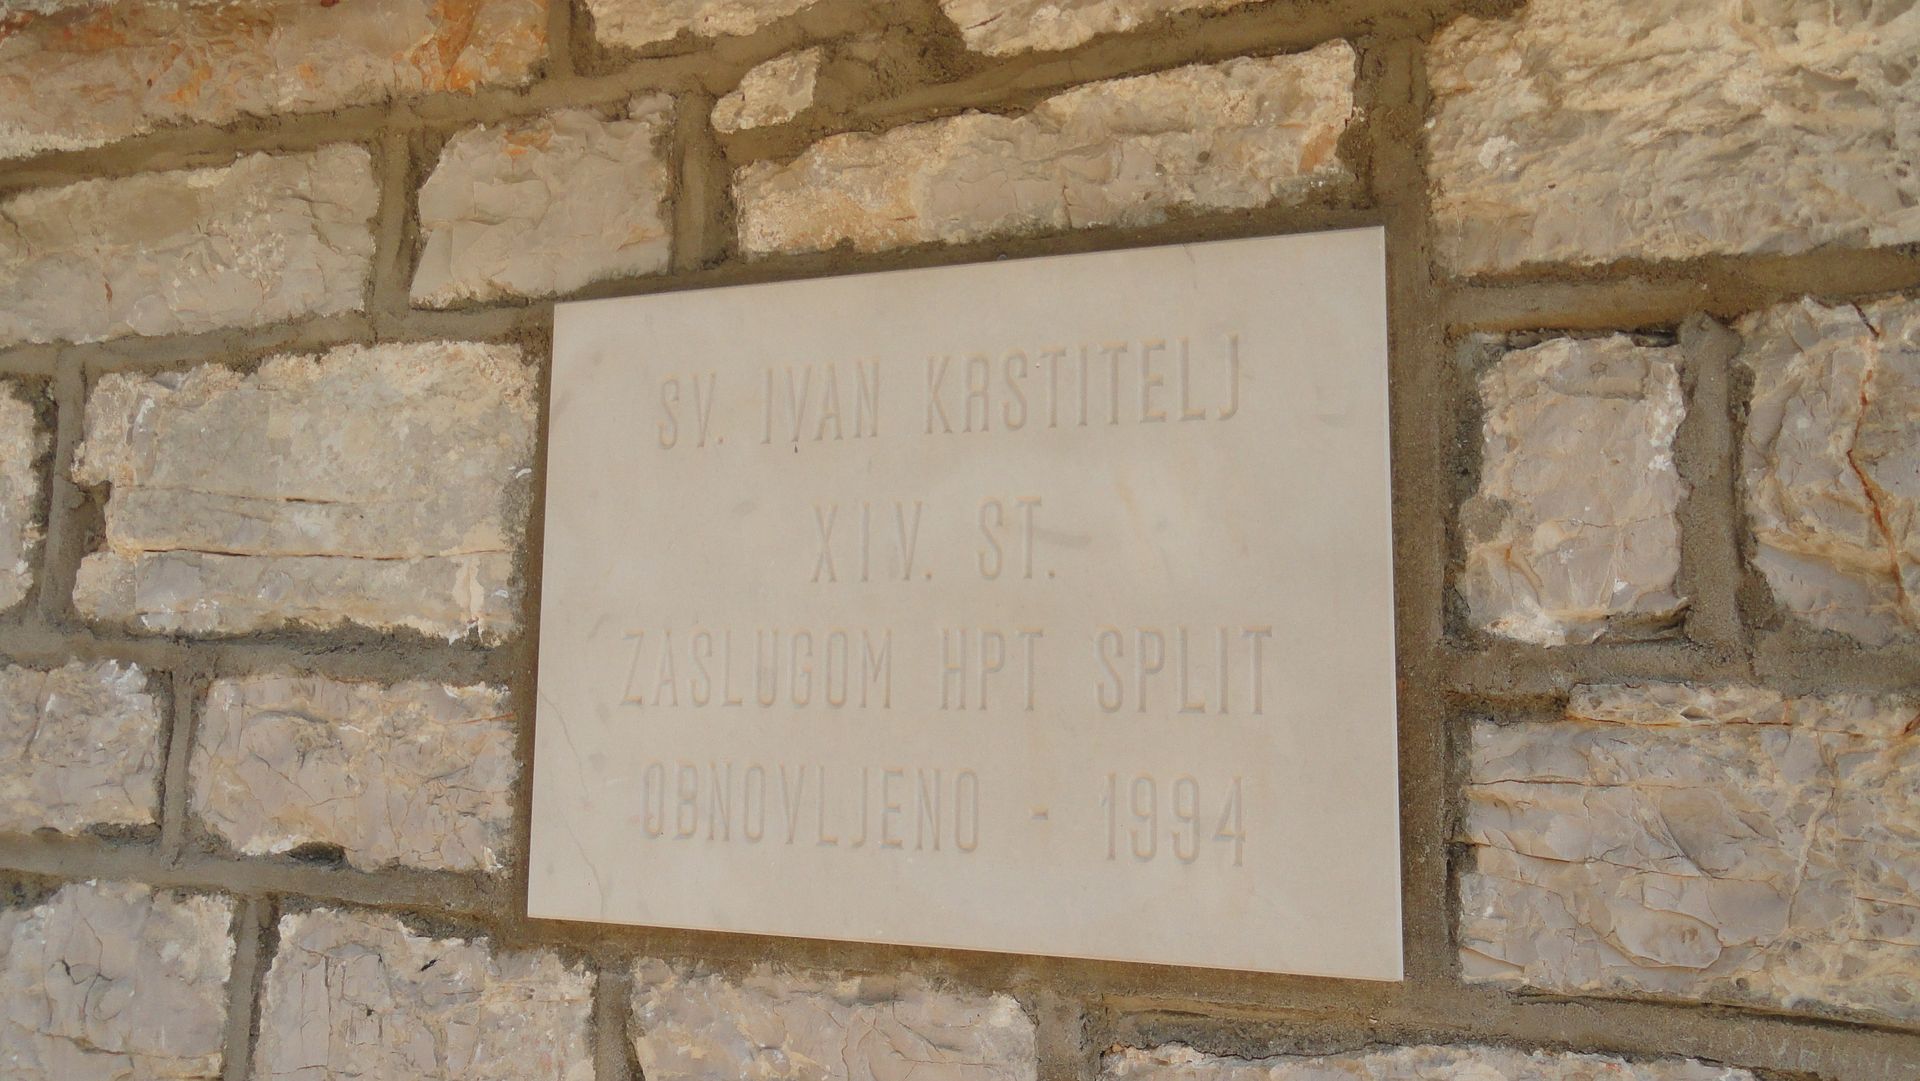 SV. IVAN KRSTITELJ
XIV. ST.
ZASLUGOM HPT SPLIT
OBNOVLJENO - 1994